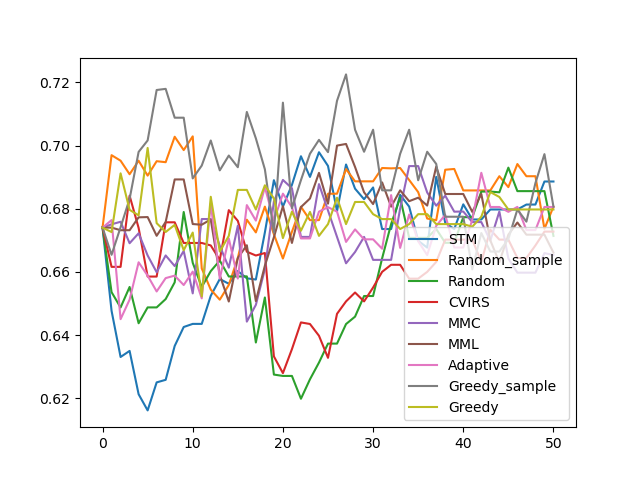 0.72
0.70
0.68
0.66
0.64
0.62
0
10
20
30
40
50
STM
Random_sample
Random
CVIRS
MMC
MML
Adaptive
Greedy_sample
Greedy